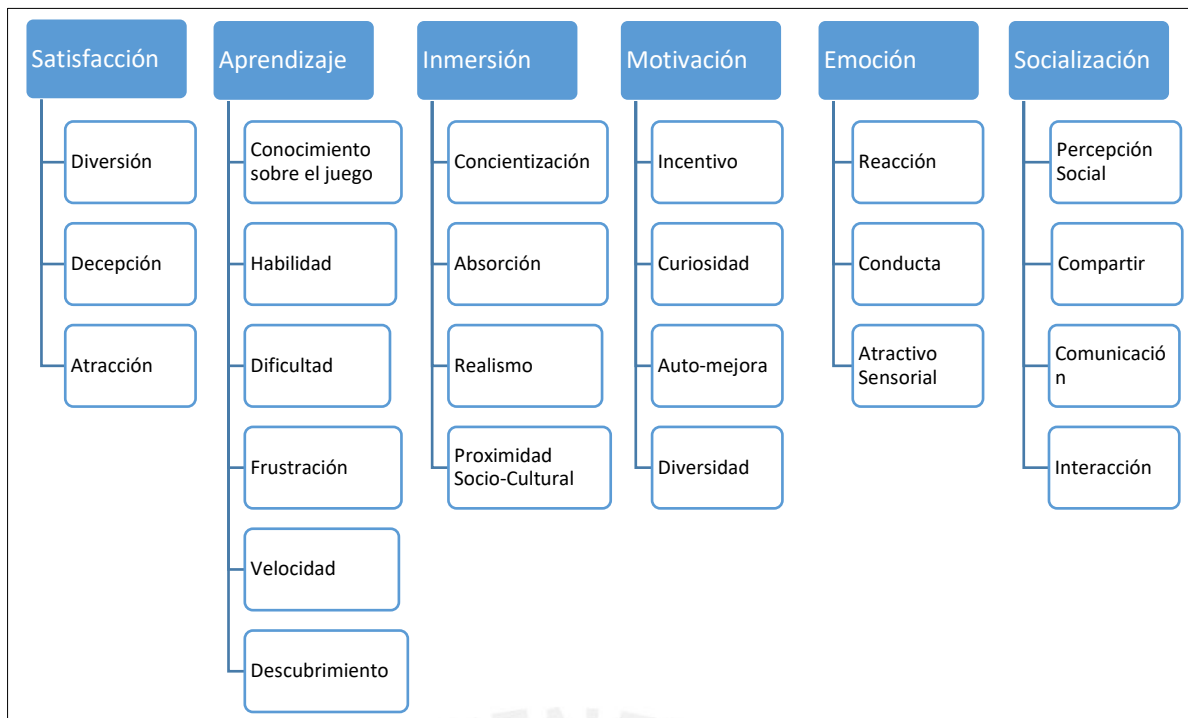 Satisfacción
Diversión
Decepción
Atracción
Aprendizaje
Conocimiento
sobre el juego
Habilidad
Dificultad
Frustración
Velocidad
Descubrimiento
Inmersión
Concientización
Absorción
Realismo
Proximidad
Socio-Cultural
Motivación
Incentivo
Curiosidad
Auto-mejora
Diversidad
Emoción
Reacción
Conducta
Atractivo
Sensorial
Socialización
Percepción
Social
Compartir
Comunicació
n
Interacción